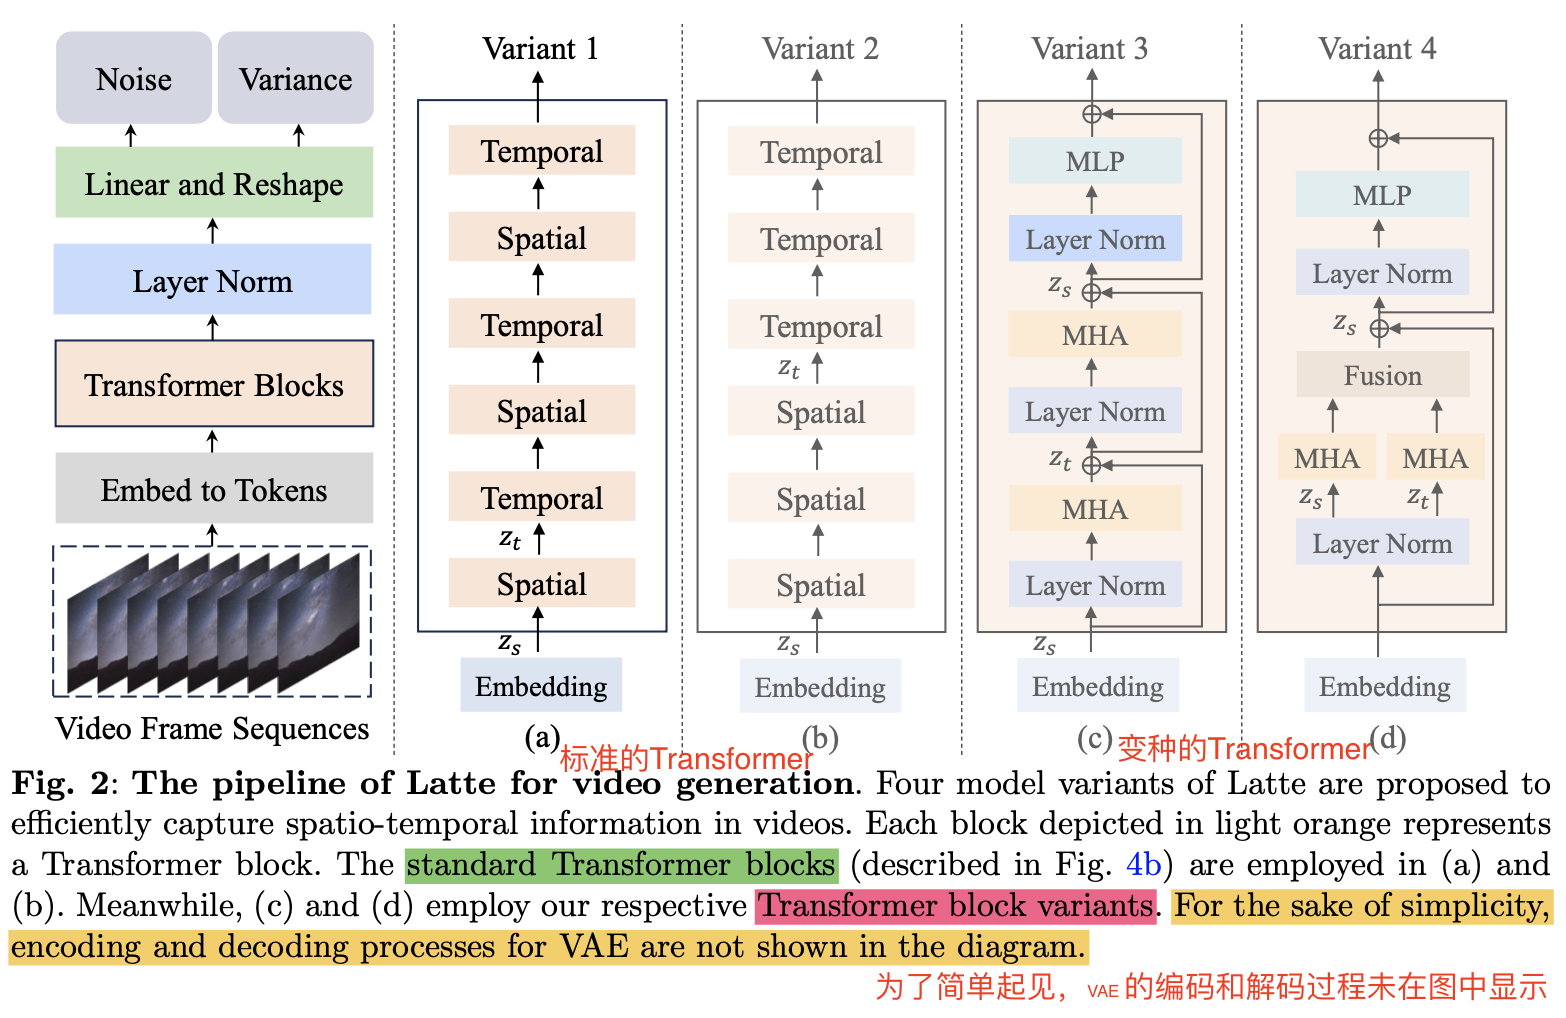 Noise
Variance
Linear and Reshape
Layer Norm
Transformer Blocks
Embed to Tokens
Video Frame Sequences
Variant 1
Temporal
Spatial
Temporal
Spatial
Temporal
z_t
Spatial
z_s
Embedding
(a)
Variant 2
Temporal
Temporal
Temporal
z_t
Spatial
Spatial
Spatial
z_s
Embedding
(b)
Variant 3
MLP
Layer Norm
z_s
MHA
Layer Norm
z_t
MHA
Layer Norm
z_s
Embedding
(c)
Variant 4
MLP
Layer Norm
z_s
Fusion
MHA
MHA
z_s
z_t
Layer Norm
Embedding
(d)
标准的Transformer
变种的Transformer
Fig. 2: The pipeline of Latte for video generation. Four model variants of Latte are proposed to
efficiently capture spatio-temporal information in videos. Each block depicted in light orange represents
a Transformer block. The standard Transformer blocks (described in Fig. 4b) are employed in (a) and
(b). Meanwhile, (c) and (d) employ our respective Transformer block variants. For the sake of simplicity,
encoding and decoding processes for VAE are not shown in the diagram.
为了简单起见，VAE 的编码和解码过程未在图中显示